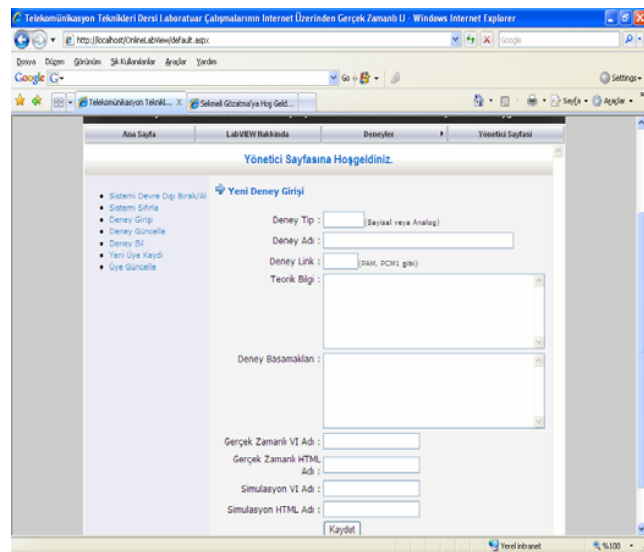 Telekomünikasyon Teknikleri Dersi Laboratuar Çalışmalarının Internet Üzerinden Gerçek Zamanlı U - Windows Internet Explorer
http://localhost/OnlineLabView/default.aspx
Google
Dosya Düzen Görünüm Sık Kullanılanlar Araçlar Yardım
Google G Go Settings
Telekomünikasyon Teknikl... X Sekmeli Gözatma'ya Hoş Geld... Sayfa Araçlar
Ana Sayfa LabVIEW Hakkinda Deneyler Yönetici Sayfasi
Yönetici Sayfasına Hoşgeldiniz.
Sistemi Devre Dışı Bırak/Al
Sistemi Sıfırla
Deney Girişi
Deney Güncelle
Deney Sil
Yeni Üye Kaydı
Üye Güncelle
Yeni Deney Girişi
Deney Tip : (Sayisal veya Analog)
Deney Adı :
Deney Link : (PAM, PCM1 gibi)
Teorik Bilgi :
Deney Basamakları :
Gerçek Zamanlı VI Adı :
Gerçek Zamanlı HTML
Adı :
Simulasyon VI Adı :
Simulasyon HTML Adı :
Kaydet
Yerel intranet %100